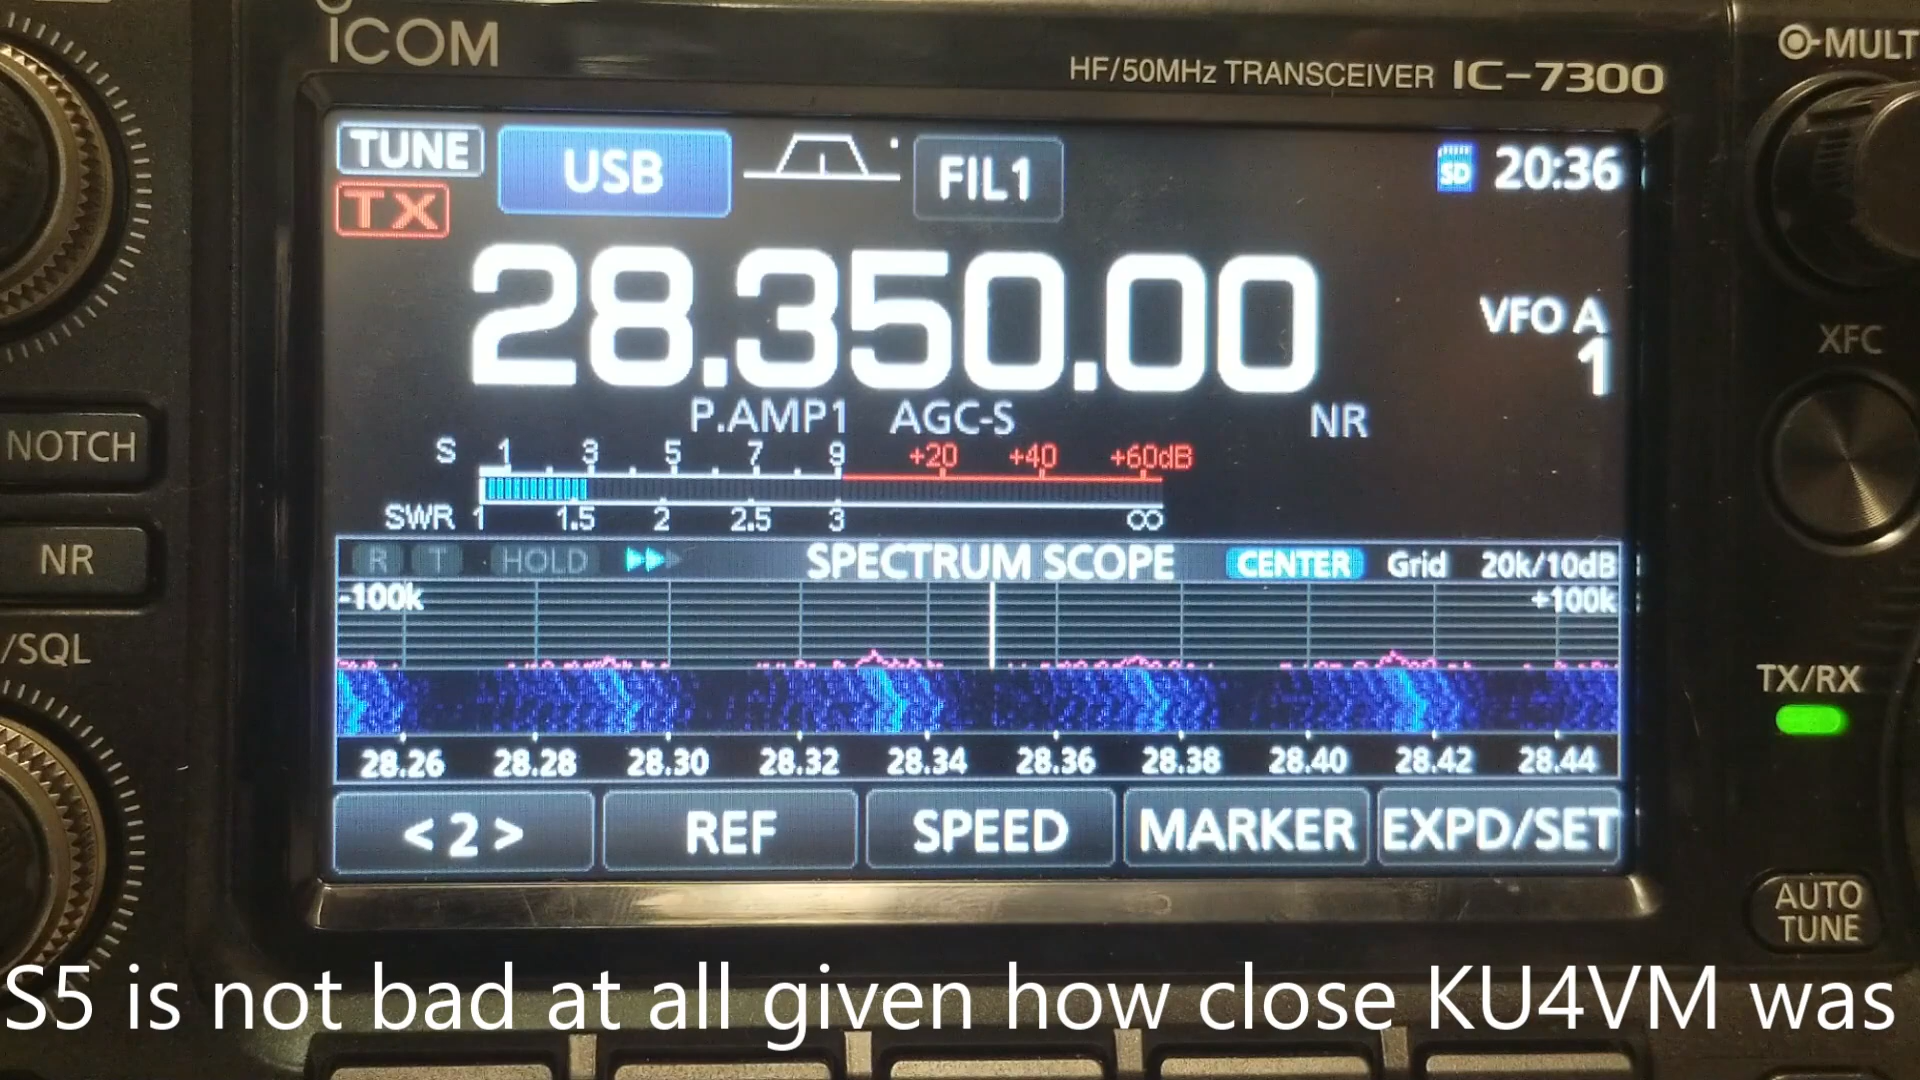 ICOM
HF/50MHz TRANSCEIVER IC-7300
MULTI
TUNE USB FIL1 SD 20:36
TX
28.350.00
VFO A
1
XFC
P.AMP1 AGC-S NR
NOTCH
S 1 3 5 7 9 +20 +40 +60dB
SWR 1 1.5 2 2.5 3 ∞
NR
R T HOLD SPECTRUM SCOPE CENTER Grid 20k/10dB
-100k +100k
/SQL
TX/RX
28.26 28.28 28.30 28.32 28.34 28.36 28.38 28.40 28.42 28.44
<2> REF SPEED MARKER EXPD/SET
AUTO
TUNE
S5 is not bad at all given how close KU4VM was